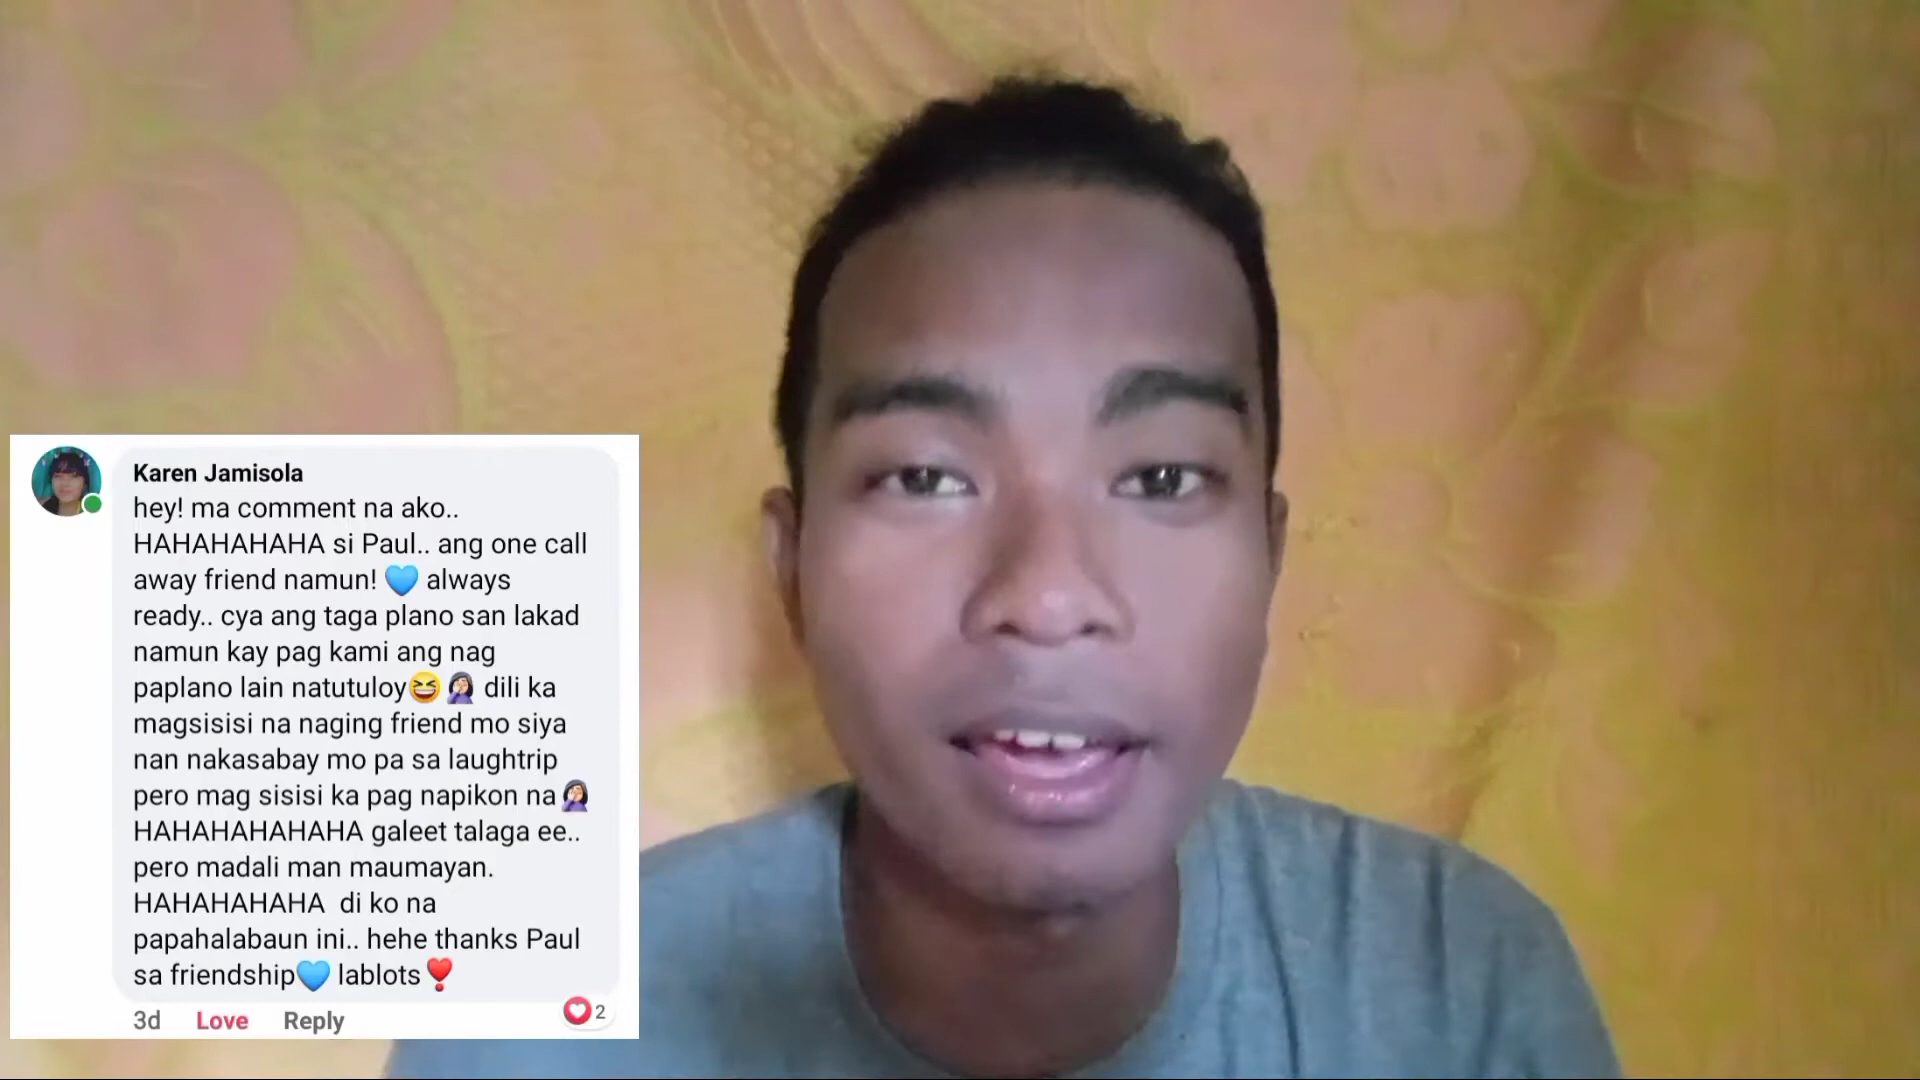 Karen Jamisola
hey! ma comment na ako..
HAHAHAHAHA si Paul.. ang one call
away friend namun! 💙 always
ready.. cya ang taga plano san lakad
namun kay pag kami ang nag
paplano lain natutuloy😆🤦🏻‍♀️ dili ka
magsisisi na naging friend mo siya
nan nakasabay mo pa sa laughtrip
pero mag sisisi ka pag napikon na🤦🏻‍♀️
HAHAHAHAHAHA galeet talaga ee..
pero madali man maumayan.
HAHAHAHAHA  di ko na
papahalabaun ini.. hehe thanks Paul
sa friendship💙 lablots❣️
3d Love Reply 2